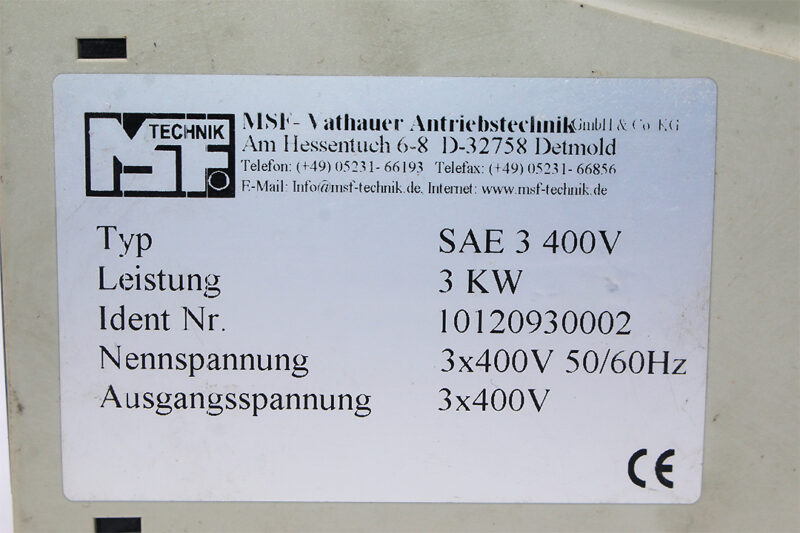 MSF TECHNIK
MSF- Vathauer Antriebstechnik GmbH & Co KG
Am Hessentuch 6-8 D-32758 Detmold
Telefon: (+49) 05231- 66193 Telefax: (+49) 05231- 66856
E-Mail: Info@msf-technik.de, Internet: www.msf-technik.de
Typ SAE 3 400V
Leistung 3 KW
Ident Nr. 10120930002
Nennspannung 3x400V 50/60Hz
Ausgangsspannung 3x400V
CE